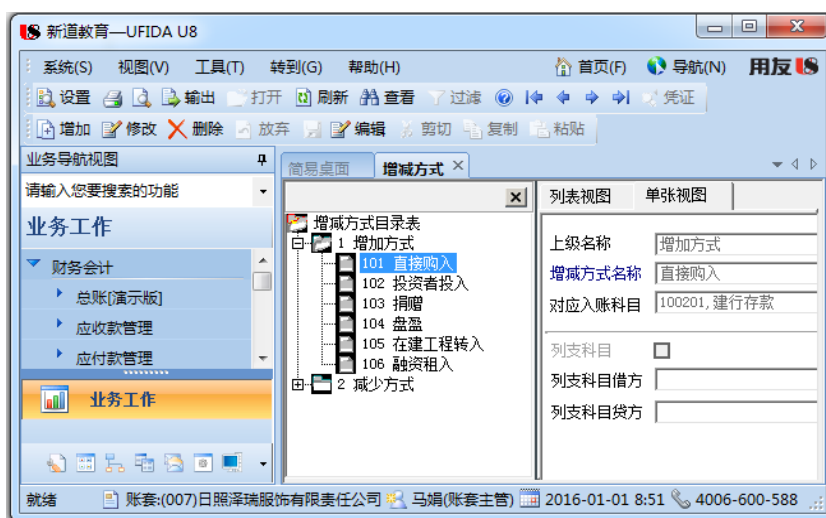 新道教育—UFIDA U8
系统(S) 视图(V) 工具(T) 转到(G) 帮助(H) 首页(F) 导航(N) 用友
设置 输出 打开 刷新 查看 过滤 凭证
增加 修改 删除 放弃 编辑 剪切 复制 粘贴
业务导航视图
简易桌面 增减方式
请输入您要搜索的功能
列表视图 单张视图
业务工作
增减方式目录表
1 增加方式
101 直接购入
102 投资者投入
103 捐赠
104 盘盈
105 在建工程转入
106 融资租入
2 减少方式
上级名称 增加方式
增减方式名称 直接购入
对应入账科目 100201,建行存款
列支科目
列支科目借方
列支科目贷方
财务会计
总账[演示版]
应收款管理
应付款管理
业务工作
就绪 账套:(007)日照泽瑞服饰有限责任公司 马娟(账套主管) 2016-01-01 8:51 4006-600-588